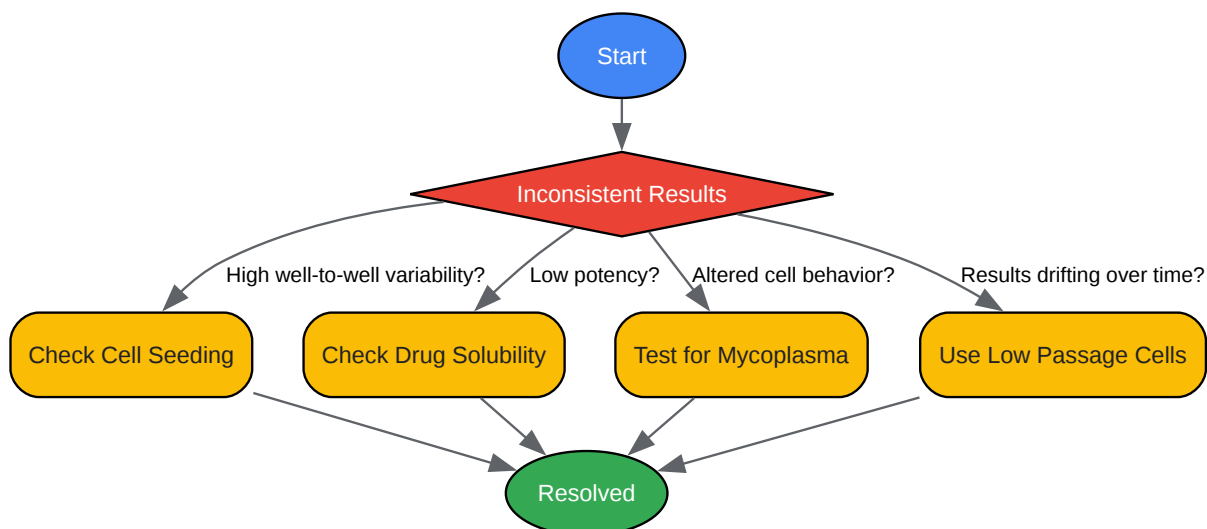 Start
Inconsistent Results
High well-to-well variability?
Low potency?
Altered cell behavior?
Results drifting over time?
Check Cell Seeding
Check Drug Solubility
Test for Mycoplasma
Use Low Passage Cells
Resolved